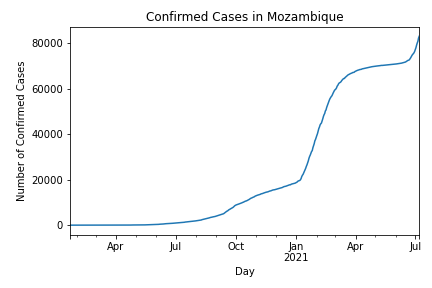 Confirmed Cases in Mozambique
Number of Confirmed Cases
80000
60000
40000
20000
0
Apr Jul Oct Jan Apr Jul
2021
Day